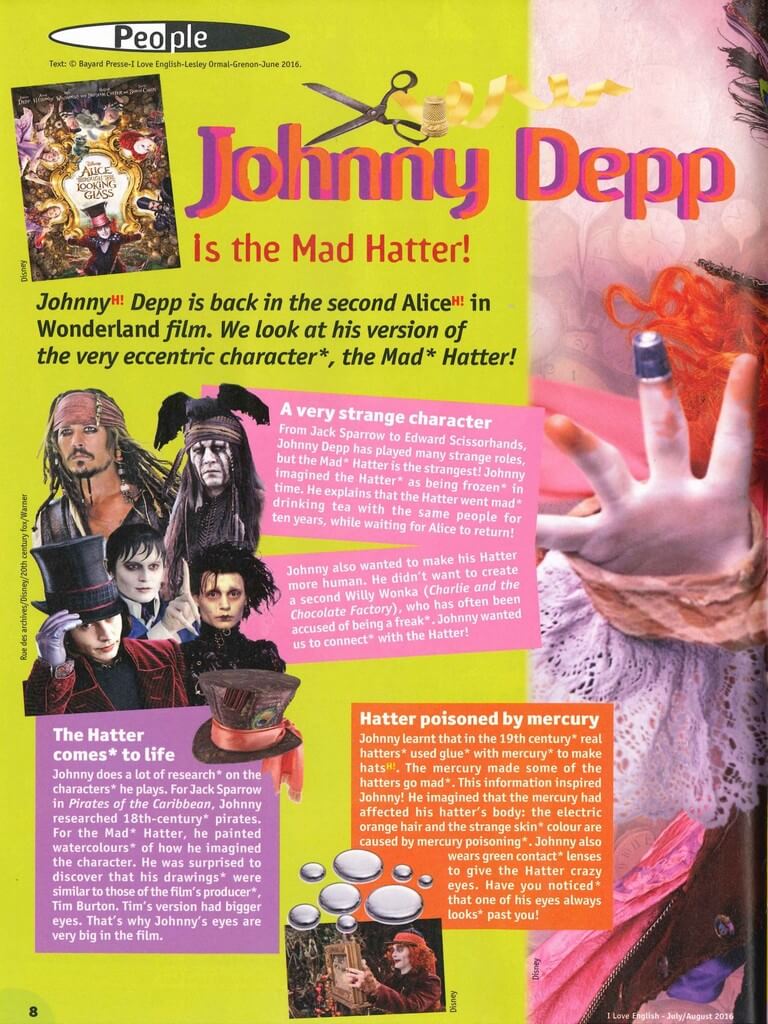 People
Text: © Bayard Presse-I Love English-Lesley Ormal-Grenon-June 2016.
Disney
ALICE
THROUGH THE
LOOKING
GLASS
Disney
Johnny Depp
is the Mad Hatter!
JohnnyH! Depp is back in the second AliceH! in
Wonderland film. We look at his version of
the very eccentric character*, the Mad* Hatter!
A very strange character
From Jack Sparrow to Edward Scissorhands,
Johnny Depp has played many strange roles,
but the Mad* Hatter is the strangest! Johnny
imagined the Hatter* as being frozen* in
time. He explains that the Hatter went mad*
drinking tea with the same people for
ten years, while waiting for Alice to return!
Johnny also wanted to make his Hatter
more human. He didn't want to create
a second Willy Wonka (Charlie and the
Chocolate Factory), who has often been
accused of being a freak*. Johnny wanted
us to connect* with the Hatter!
Rue des archives/Disney/20th century fox/Warner
The Hatter
comes* to life
Johnny does a lot of research* on the
characters* he plays. For Jack Sparrow
in Pirates of the Caribbean, Johnny
researched 18th-century* pirates.
For the Mad* Hatter, he painted
watercolours* of how he imagined
the character. He was surprised to
discover that his drawings* were
similar to those of the film's producer*,
Tim Burton. Tim's version had bigger
eyes. That's why Johnny's eyes are
very big in the film.
Hatter poisoned by mercury
Johnny learnt that in the 19th century* real
hatters* used glue* with mercury* to make
hatsH!. The mercury made some of the
hatters go mad*. This information inspired
Johnny! He imagined that the mercury had
affected his hatter's body: the electric
orange hair and the strange skin* colour are
caused by mercury poisoning*. Johnny also
wears green contact* lenses
to give the Hatter crazy
eyes. Have you noticed*
that one of his eyes always
looks* past you!
Disney
Disney
8
I Love English - July/August 2016